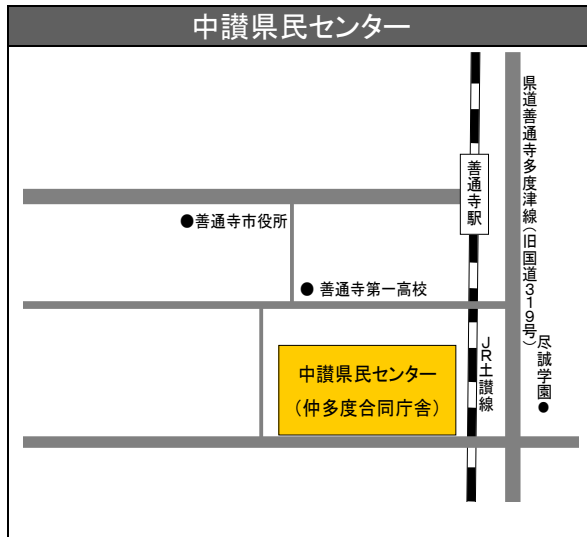 中讃県民センター
善通寺駅
県道善通寺多度津線(旧国道319号)
●善通寺市役所
● 善通寺第一高校
JR土讃線
尽誠学園●
中讃県民センター
(仲多度合同庁舎)